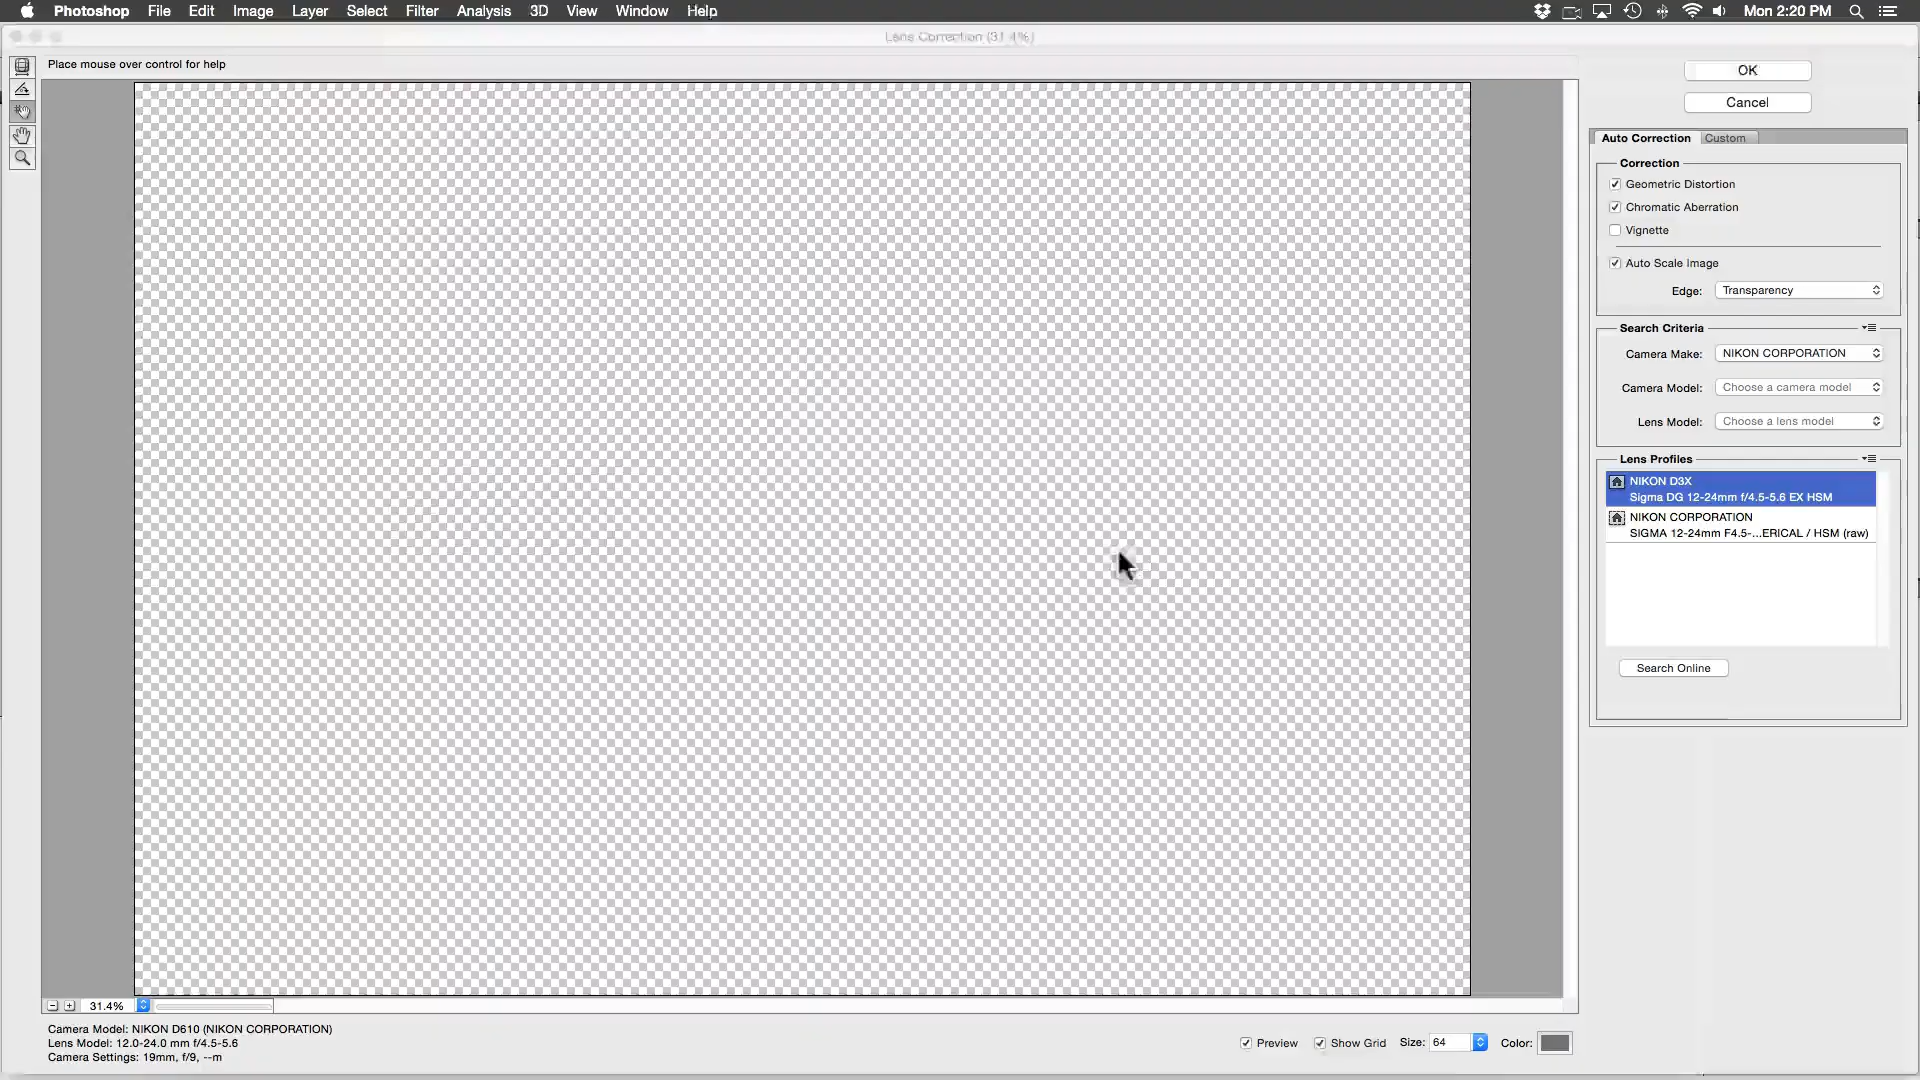 Photoshop File Edit Image Layer Select Filter Analysis 3D View Window Help Mon 2:20 PM
Lens Correction (31.4%)
Place mouse over control for help
OK
Cancel
Auto Correction Custom
Correction
Geometric Distortion
Chromatic Aberration
Vignette
Auto Scale Image
Edge: Transparency
Search Criteria
Camera Make: NIKON CORPORATION
Camera Model: Choose a camera model
Lens Model: Choose a lens model
Lens Profiles
NIKON D3X
Sigma DG 12-24mm f/4.5-5.6 EX HSM
NIKON CORPORATION
SIGMA 12-24mm F4.5-...ERICAL / HSM (raw)
Search Online
31.4%
Camera Model: NIKON D610 (NIKON CORPORATION)
Lens Model: 12.0-24.0 mm f/4.5-5.6
Camera Settings: 19mm, f/9, --m
Preview Show Grid Size: 64 Color: